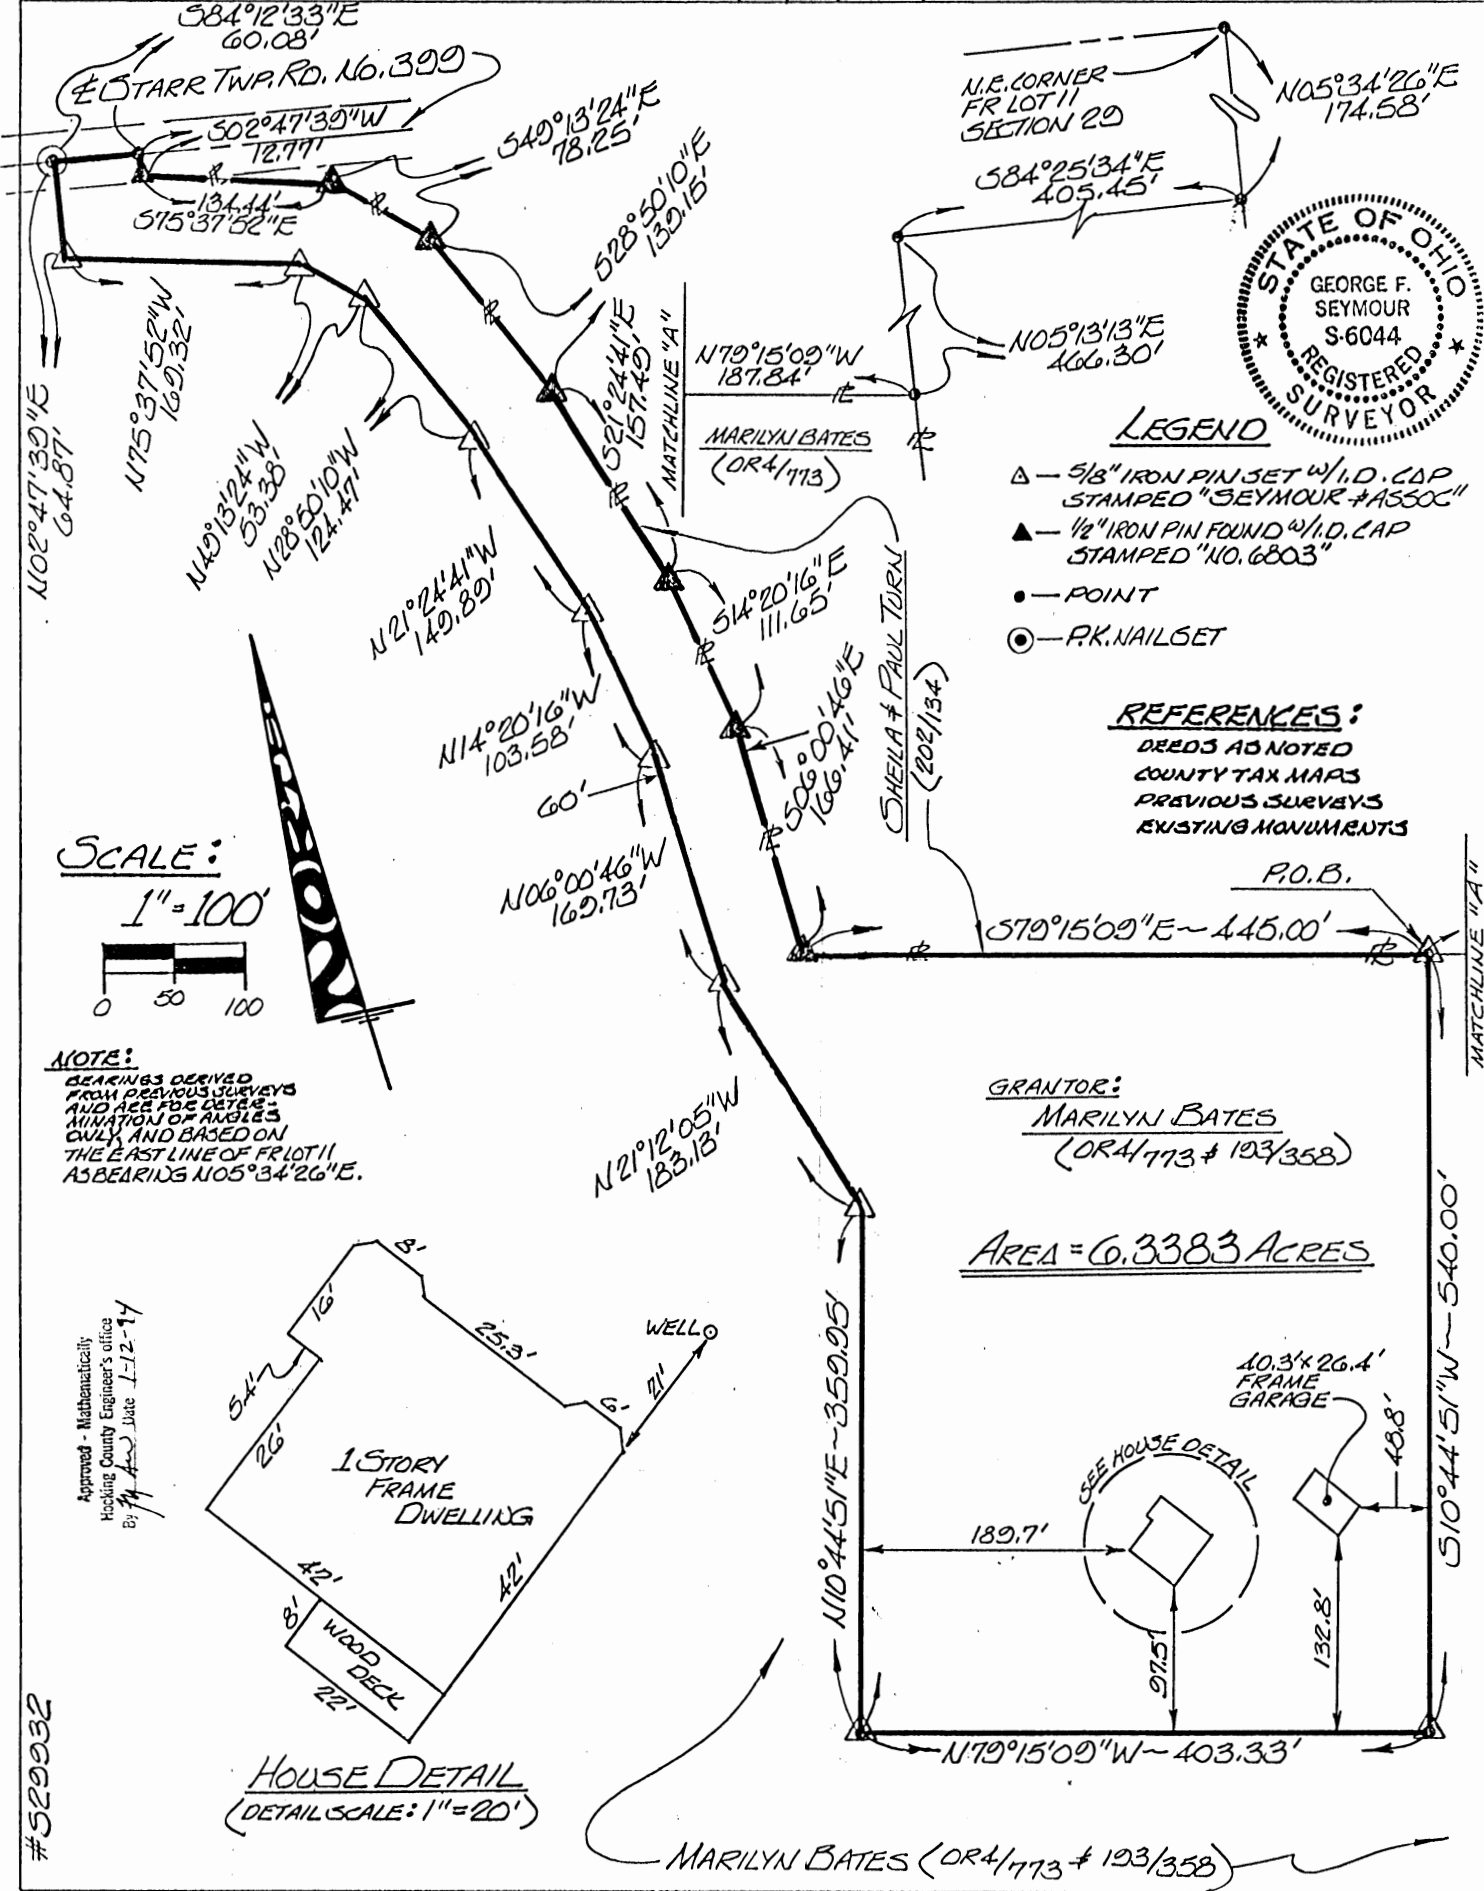 S84°12'33"E
60.08'
℄ STARR TWP. RD. No. 399
S02°47'39"W
12.77'
134.44'
S75°37'52"E
S49°13'24"E
78.25'
S28°50'10"E
139.15'
S21°24'41"E
157.49'
MATCHLINE "A"
N79°15'09"W
187.84'
MARILYN BATES
(OR4/773)
N.E. CORNER
FR LOT 11
SECTION 29
N05°34'26"E
174.58'
S84°25'34"E
405.45'
N05°13'13"E
466.30'
STATE OF OHIO
GEORGE F.
SEYMOUR
S-6044
REGISTERED
SURVEYOR
LEGEND
5/8" IRON PIN SET W/I.D. CAP
STAMPED "SEYMOUR & ASSOC"
1/2" IRON PIN FOUND W/I.D. CAP
STAMPED "NO. 6803"
POINT
P.K. NAIL SET
REFERENCES:
DEEDS AS NOTED
COUNTY TAX MAPS
PREVIOUS SURVEYS
EXISTING MONUMENTS
N02°47'39"E
64.87'
N75°37'52"W
169.32'
N49°13'24"W
53.38'
N28°50'10"W
124.47'
N21°24'41"W
149.89'
S14°20'16"E
111.65'
SHEILA & PAUL TURN
(202/134)
N14°20'16"W
103.58'
60'
S06°00'46"E
166.41'
N06°00'46"W
169.73'
SCALE:
1"=100'
0 50 100
P.O.B.
S79°15'09"E~445.00'
MATCHLINE "A"
NOTE:
BEARINGS DERIVED
FROM PREVIOUS SURVEYS
AND ARE FOR DETER-
MINATION OF ANGLES
ONLY, AND BASED ON
THE EAST LINE OF FR LOT 11
AS BEARING N05°34'26"E.
N21°12'05"W
183.13'
GRANTOR:
MARILYN BATES
(OR4/773 & 193/358)
AREA = 6.3383 ACRES
S10°44'51"W~540.00'
N10°44'51"E~359.95'
Approved - Mathematically
Hocking County Engineer's office
By Date 1-12-94
8'
16'
25.3'
6'
WELL
21'
5.4'
26'
1 STORY
FRAME
DWELLING
42'
42'
8'
WOOD
DECK
22'
HOUSE DETAIL
(DETAIL SCALE: 1"=20')
40.3'x26.4'
FRAME
GARAGE
48.8'
SEE HOUSE DETAIL
189.7'
97.5'
132.8'
N79°15'09"W~403.33'
MARILYN BATES (OR4/773 & 193/358)
#529932